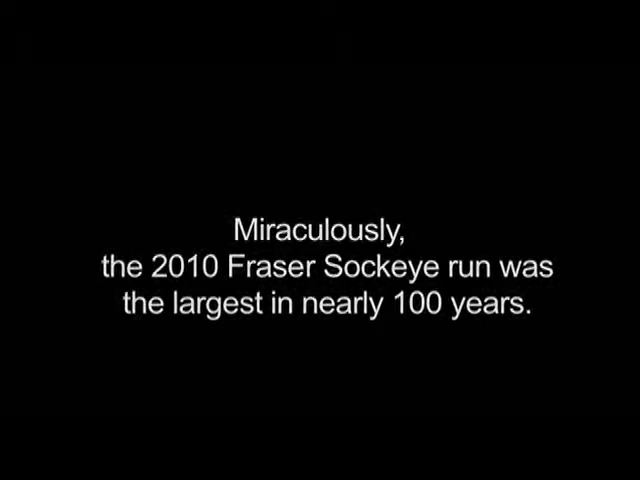 Miraculously,
the 2010 Fraser Sockeye run was
the largest in nearly 100 years.